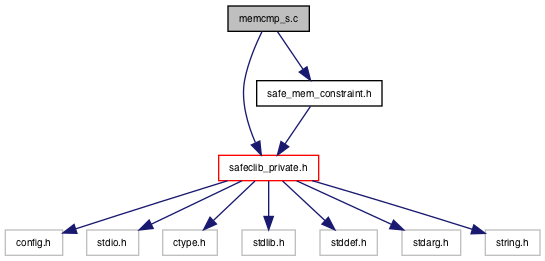 memcmp_s.c
safe_mem_constraint.h
safeclib_private.h
config.h
stdio.h
ctype.h
stdlib.h
stddef.h
stdarg.h
string.h